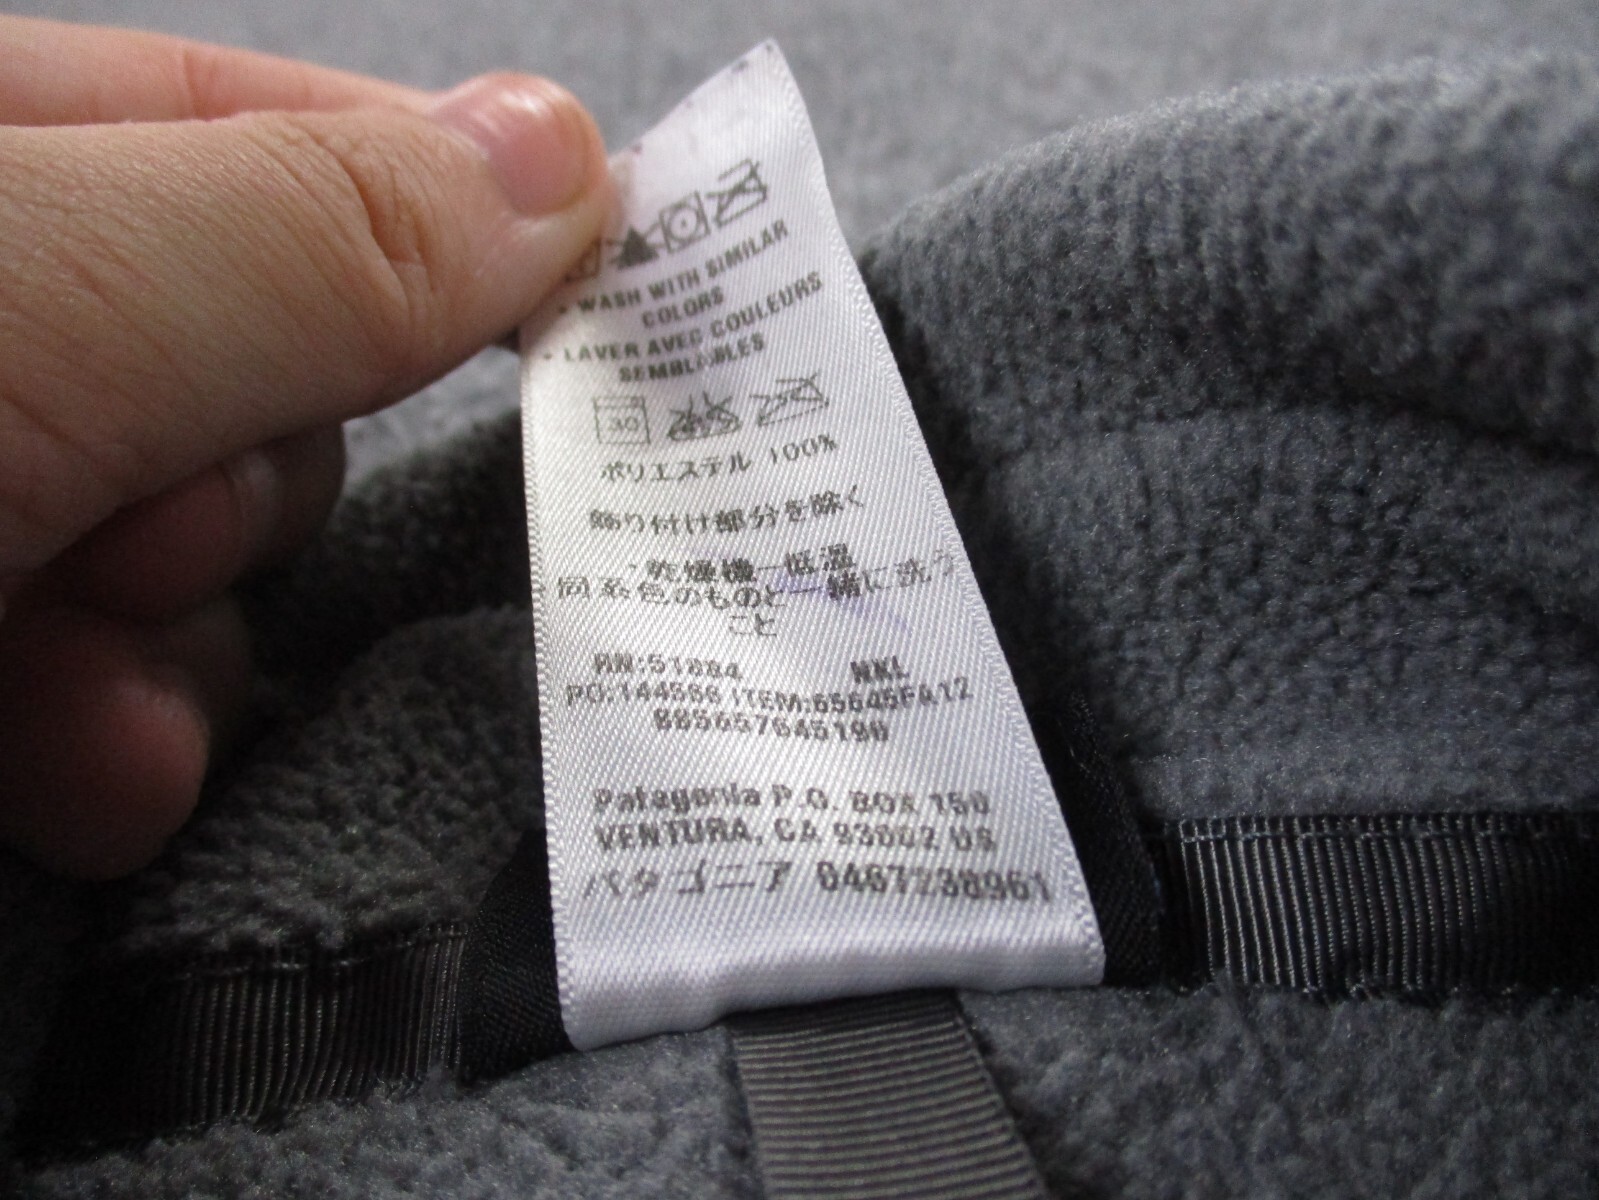 • WASH WITH SIMILAR
COLORS
• LAVER AVEC COULEURS
SEMBLABLES
30
ポリエステル 100%
飾り付け部分を除く
・乾燥機一低温
同系色のものと一緒に洗う
こと
RN:51884 NKL
PO:144566 ITEM:65645FA12
885657645190
Patagonia P.O. BOX 150
VENTURA, CA 93002 US
パタゴニア 0467238961